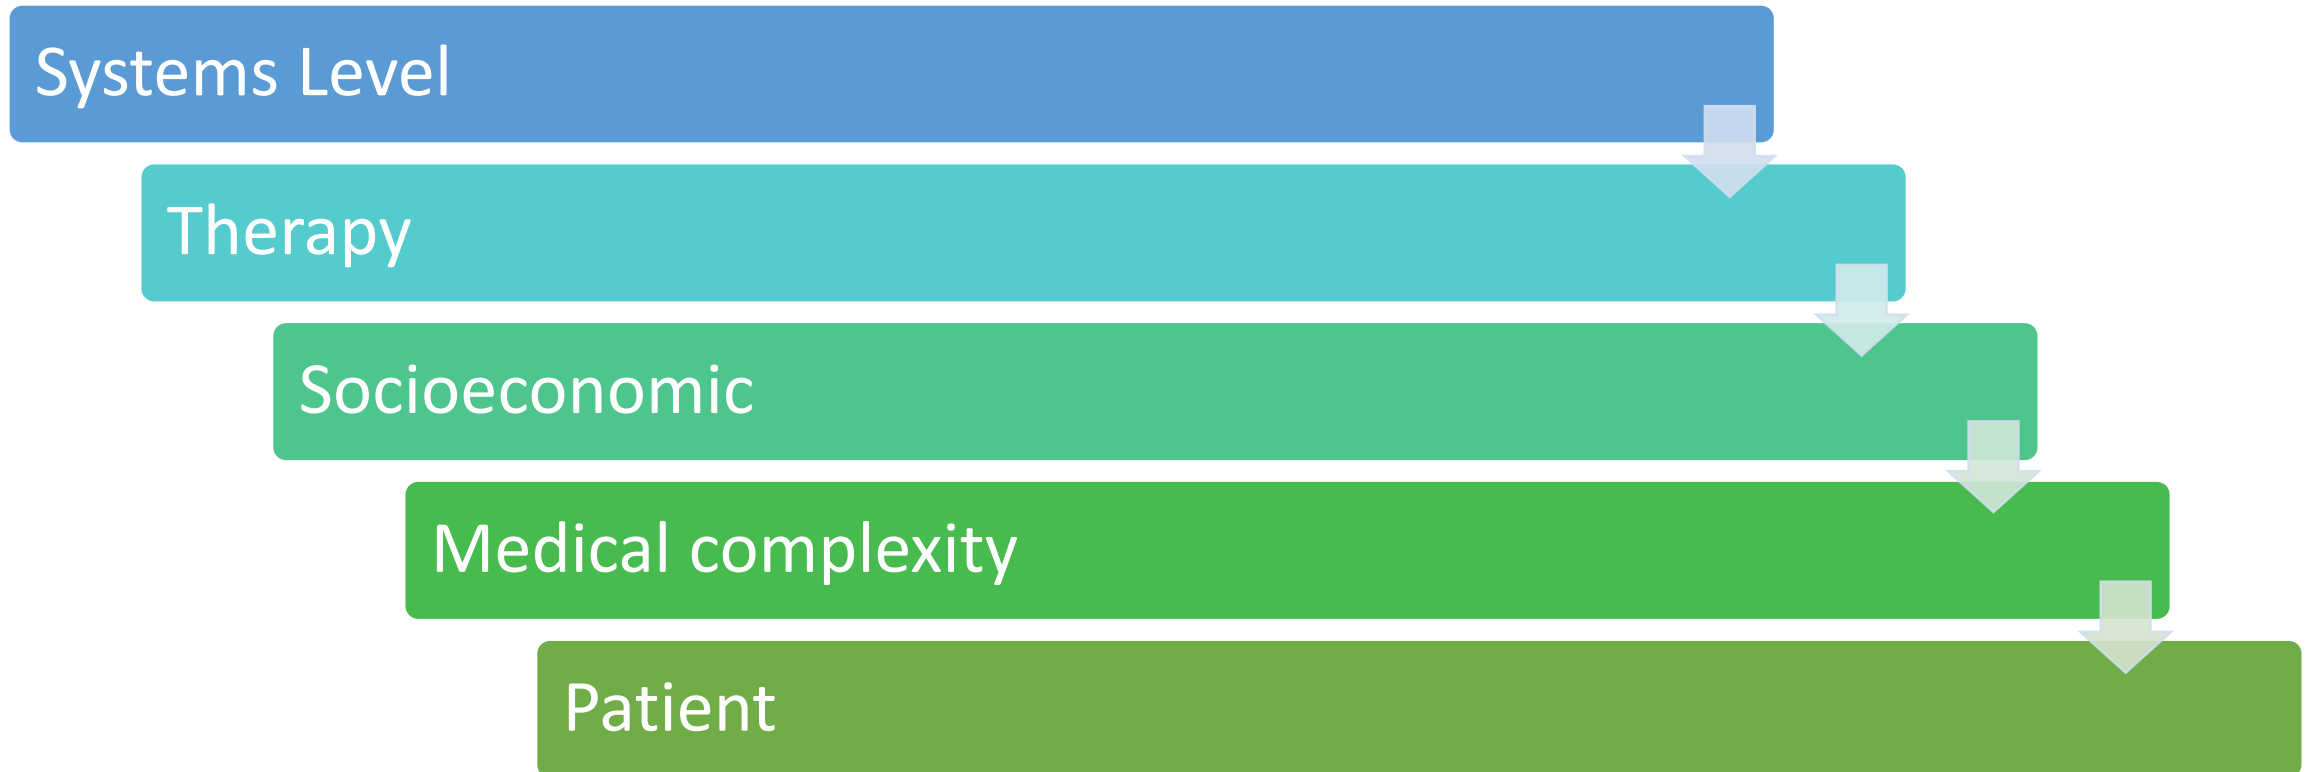 Systems Level
Therapy
Socioeconomic
Medical complexity
Patient